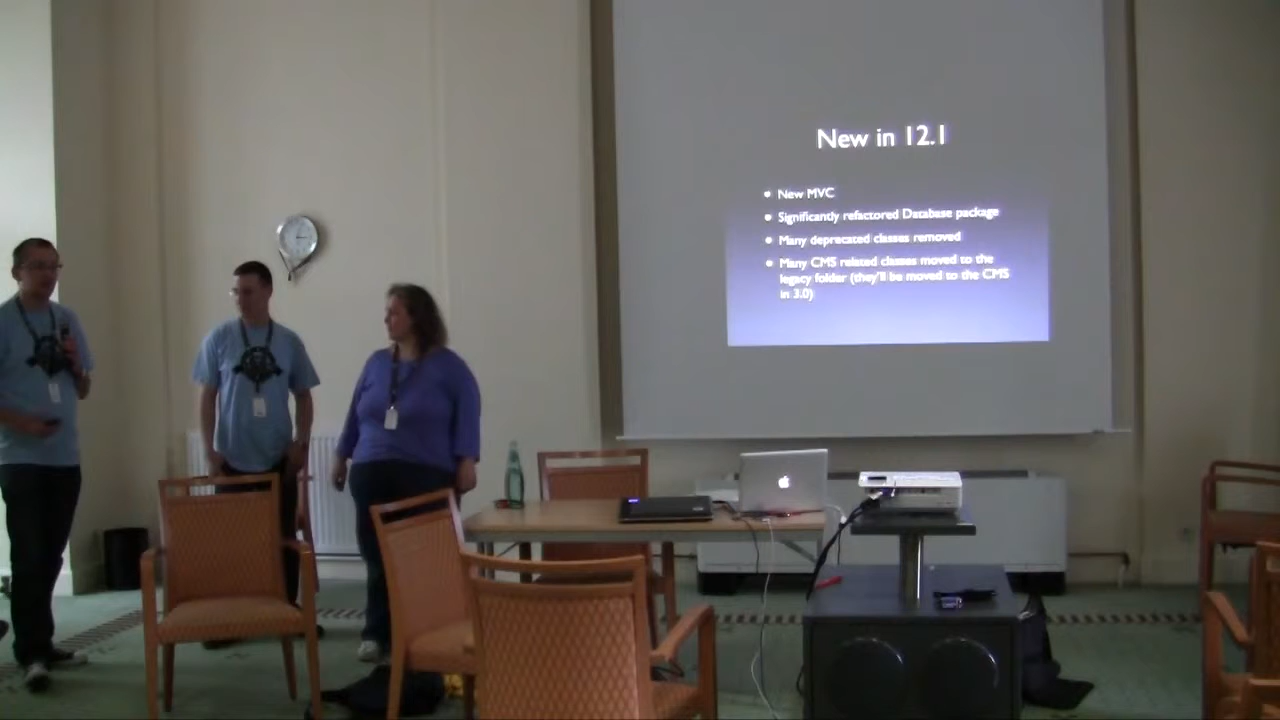 New in 12.1
New MVC
Significantly refactored Database package
Many deprecated classes removed
Many CMS related classes moved to the
legacy folder (they'll be moved to the CMS
in 3.0)